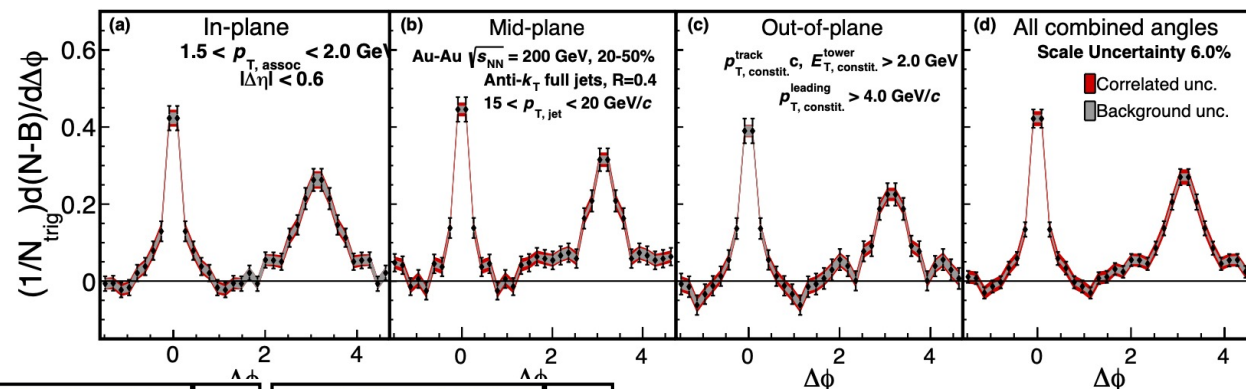 (1/N_trig)d(N-B)/dΔϕ
0.6
0.4
0.2
0
(a) In-plane
1.5 < p_T, assoc < 2.0 GeV
|Δη| < 0.6
0 2 4
Δϕ
(b) Mid-plane
Au-Au √s_NN = 200 GeV, 20-50%
Anti-k_T full jets, R=0.4
15 < p_T, jet < 20 GeV/c
0 2 4
Δϕ
(c) Out-of-plane
p_T, constit.^track c, E_T, constit.^tower > 2.0 GeV
p_T, constit.^leading > 4.0 GeV/c
0 2 4
Δϕ
(d) All combined angles
Scale Uncertainty 6.0%
Correlated unc.
Background unc.
0 2 4
Δϕ